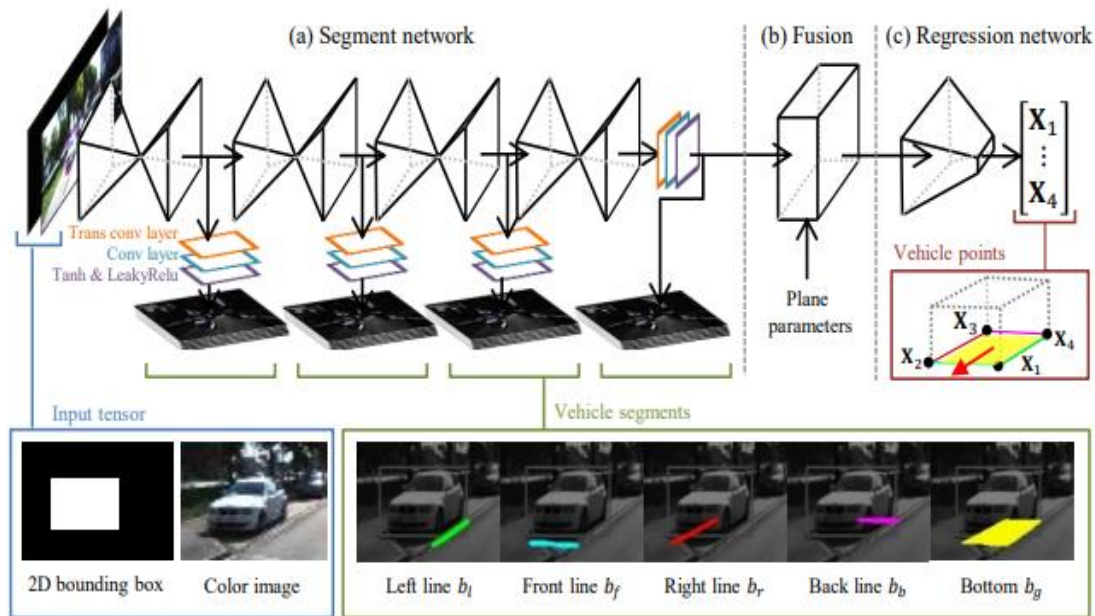 (a) Segment network
(b) Fusion
(c) Regression network
X1
⋮
X4
Trans conv layer
Conv layer
Tanh & LeakyRelu
Plane
parameters
Vehicle points
X3
X4
X2
X1
Input tensor
Vehicle segments
2D bounding box
Color image
Left line bl
Front line bf
Right line br
Back line bb
Bottom bg